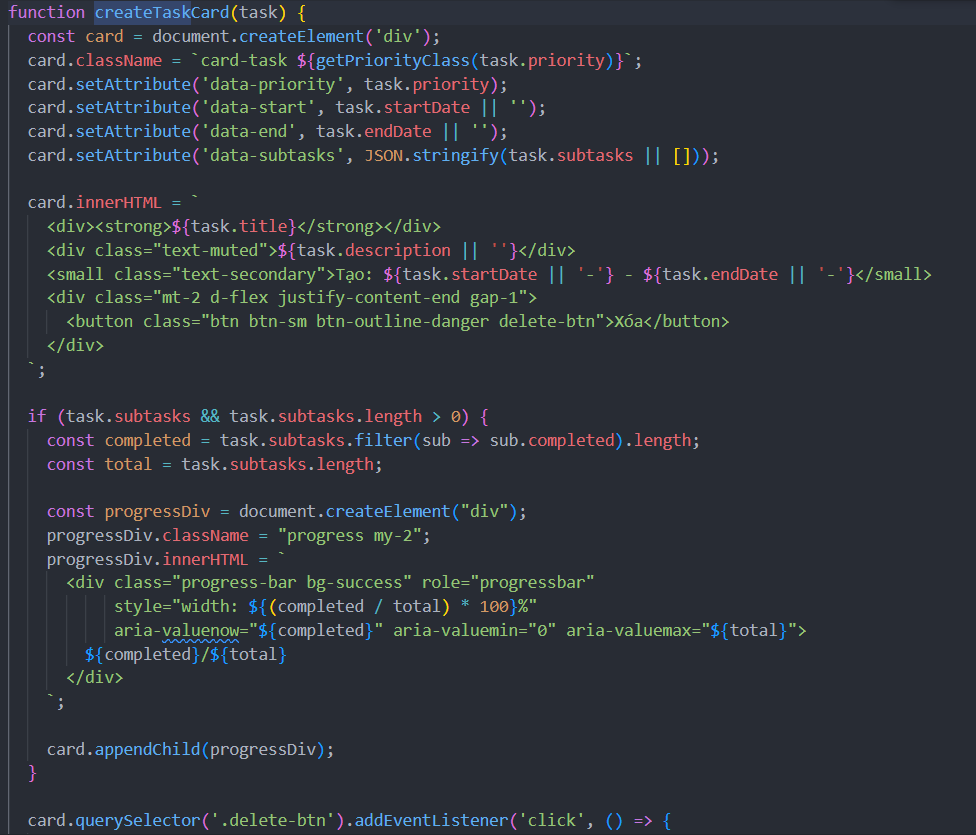 function createTaskCard(task) {
  const card = document.createElement('div');
  card.className = `card-task ${getPriorityClass(task.priority)}`;
  card.setAttribute('data-priority', task.priority);
  card.setAttribute('data-start', task.startDate || '');
  card.setAttribute('data-end', task.endDate || '');
  card.setAttribute('data-subtasks', JSON.stringify(task.subtasks || []));

  card.innerHTML = `
    <div><strong>${task.title}</strong></div>
    <div class="text-muted">${task.description || ''}</div>
    <small class="text-secondary">Tạo: ${task.startDate || '-'} - ${task.endDate || '-'}</small>
    <div class="mt-2 d-flex justify-content-end gap-1">
      <button class="btn btn-sm btn-outline-danger delete-btn">Xóa</button>
    </div>
  `;

  if (task.subtasks && task.subtasks.length > 0) {
    const completed = task.subtasks.filter(sub => sub.completed).length;
    const total = task.subtasks.length;

    const progressDiv = document.createElement("div");
    progressDiv.className = "progress my-2";
    progressDiv.innerHTML = `
      <div class="progress-bar bg-success" role="progressbar"
           style="width: ${(completed / total) * 100}%"
           aria-valuenow="${completed}" aria-valuemin="0" aria-valuemax="${total}">
        ${completed}/${total}
      </div>
    `;

    card.appendChild(progressDiv);
  }

  card.querySelector('.delete-btn').addEventListener('click', () => {